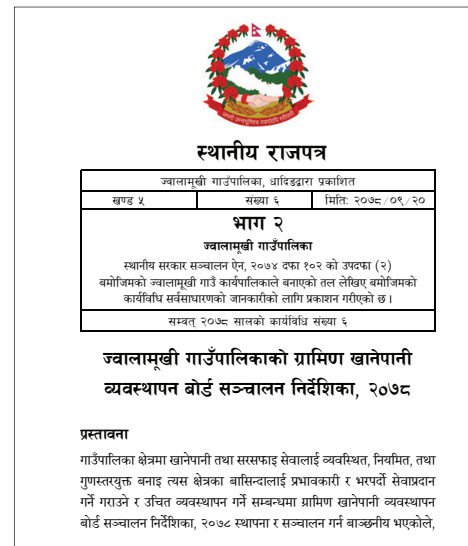 स्थानीय राजपत्र
ज्वालामूखी गाउँपालिका, धादिङद्वारा प्रकाशित
खण्ड ५ संख्या ६ मिति: २०७८/०९/२०
भाग २
ज्वालामूखी गाउँपालिका
स्थानीय सरकार सञ्चालन ऐन, २०७४ दफा १०२ को उपदफा (२)
बमोजिमको ज्वालामूखी गाउँ कार्यपालिकाले बनाएको तल लेखिए बमोजिमको
कार्यविधि सर्वसाधारणको जानकारीको लागि प्रकाशन गरीएको छ।
सम्वत् २०७८ सालको कार्यविधि संख्या ६
ज्वालामूखी गाउँपालिकाको ग्रामिण खानेपानी
व्यवस्थापन बोर्ड सञ्चालन निर्देशिका, २०७८
प्रस्तावना
गाउँपालिका क्षेत्रमा खानेपानी तथा सरसफाइ सेवालाई व्यवस्थित, नियमित, तथा
गुणस्तरयुक्त बनाइ त्यस क्षेत्रका बासिन्दालाई प्रभावकारी र भरपर्दो सेवाप्रदान
गर्ने गराउने र उचित व्यवस्थापन गर्ने सम्बन्धमा ग्रामिण खानेपानी व्यवस्थापन
बोर्ड सञ्चालन निर्देशिका, २०७८ स्थापना र सञ्चालन गर्न बाञ्छनीय भएकोले,